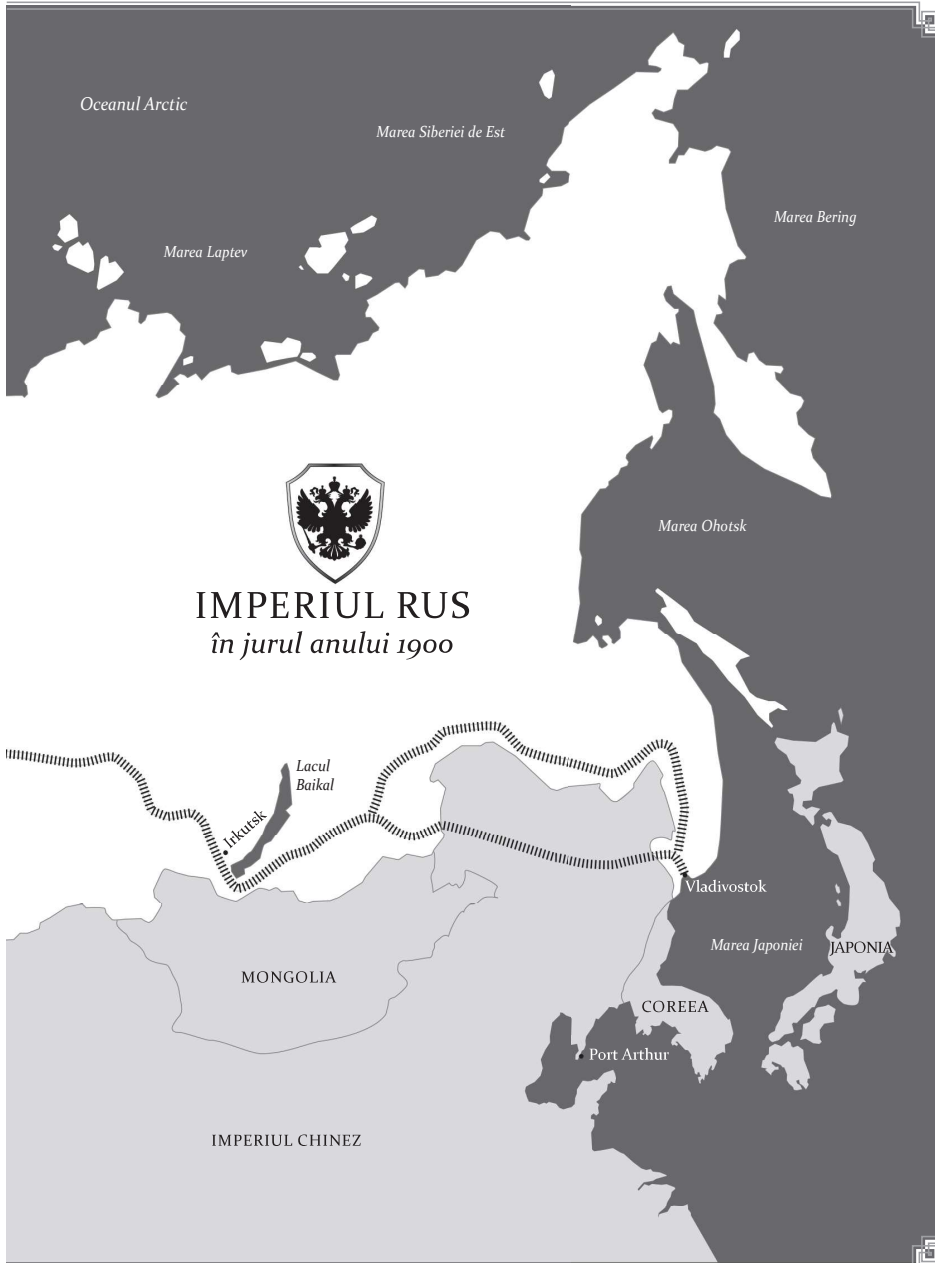 Oceanul Arctic
Marea Siberiei de Est
Marea Bering
Marea Laptev
Marea Ohotsk
IMPERIUL RUS
în jurul anului 1900
Lacul
Baikal
Irkutsk
Vladivostok
Marea Japoniei
JAPONIA
MONGOLIA
COREEA
Port Arthur
IMPERIUL CHINEZ